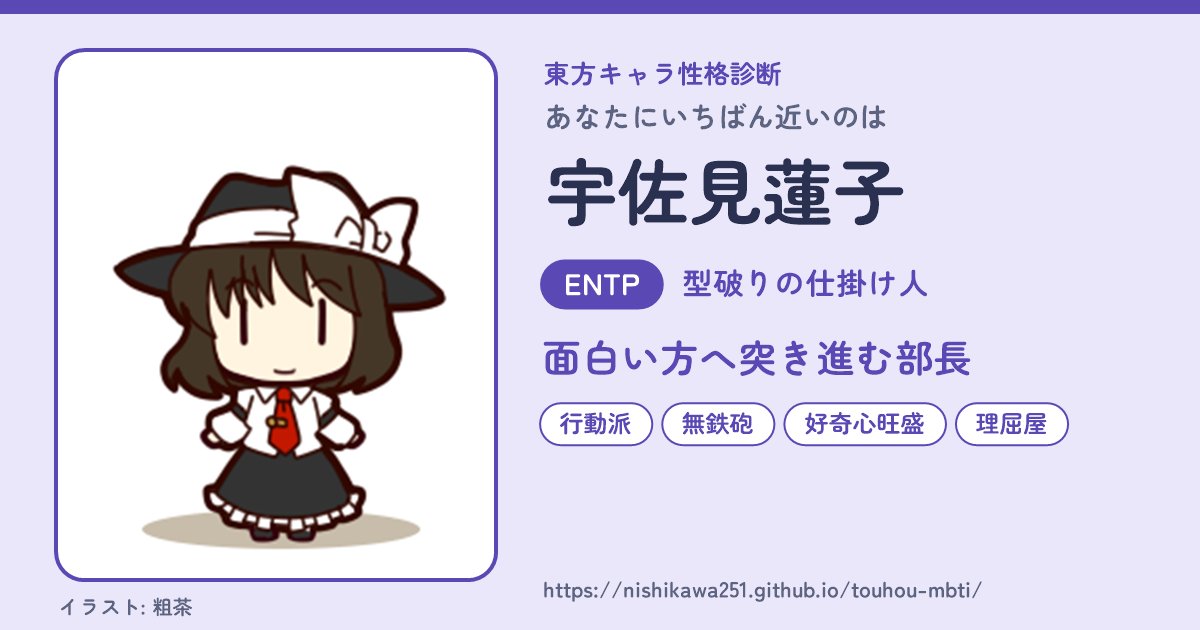 東方キャラ性格診断
あなたにいちばん近いのは
宇佐見蓮子
ENTP 型破りの仕掛け人
面白い方へ突き進む部長
行動派 無鉄砲 好奇心旺盛 理屈屋
https://nishikawa251.github.io/touhou-mbti/
イラスト: 粗茶